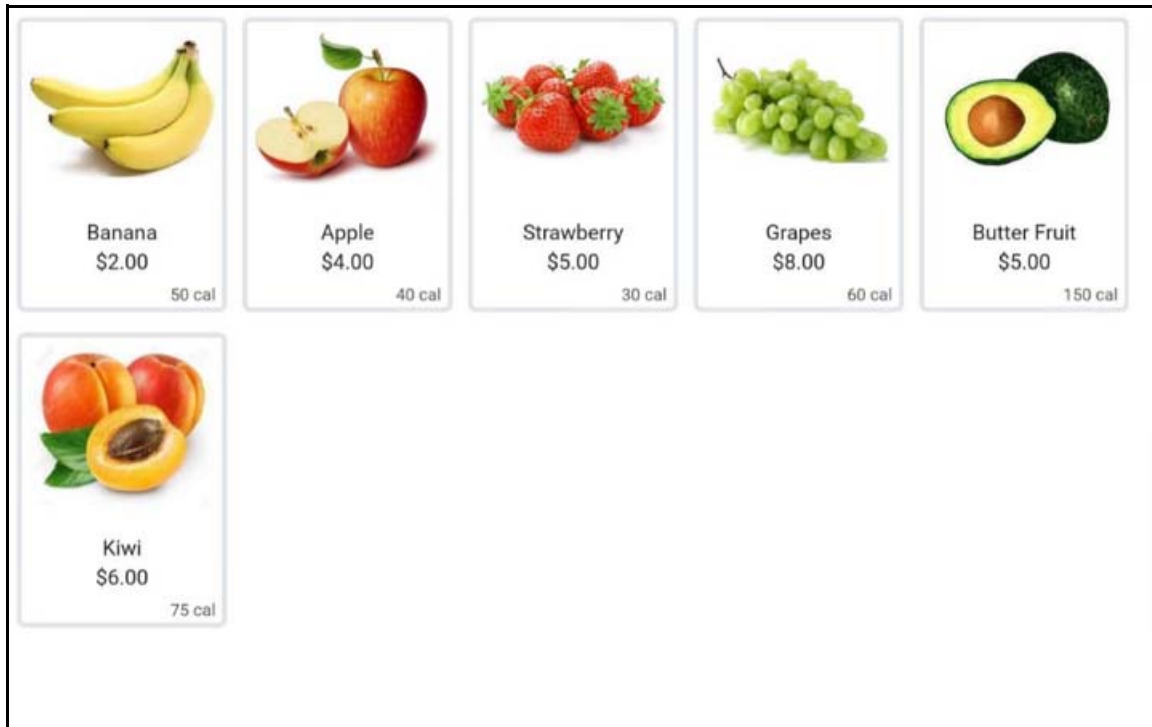 Banana
$2.00
50 cal
Apple
$4.00
40 cal
Strawberry
$5.00
30 cal
Grapes
$8.00
60 cal
Butter Fruit
$5.00
150 cal
Kiwi
$6.00
75 cal